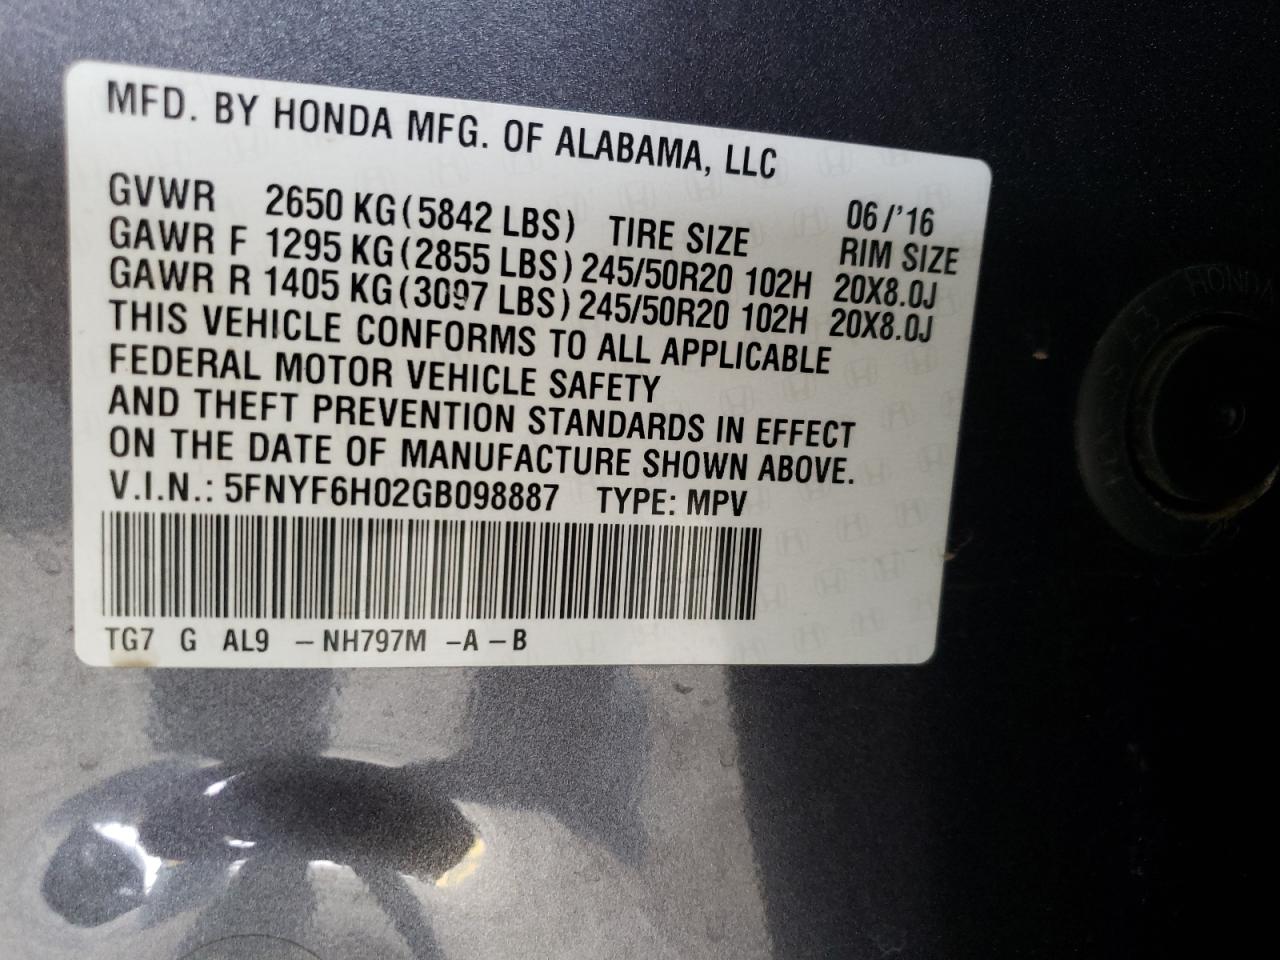 MFD. BY HONDA MFG. OF ALABAMA, LLC
GVWR 2650 KG (5842 LBS) TIRE SIZE 06/'16 RIM SIZE
GAWR F 1295 KG (2855 LBS) 245/50R20 102H 20X8.0J
GAWR R 1405 KG (3097 LBS) 245/50R20 102H 20X8.0J
THIS VEHICLE CONFORMS TO ALL APPLICABLE
FEDERAL MOTOR VEHICLE SAFETY
AND THEFT PREVENTION STANDARDS IN EFFECT
ON THE DATE OF MANUFACTURE SHOWN ABOVE.
V.I.N.: 5FNYF6H02GB098887 TYPE: MPV
TG7 G AL9 - NH797M - A - B
HONDA